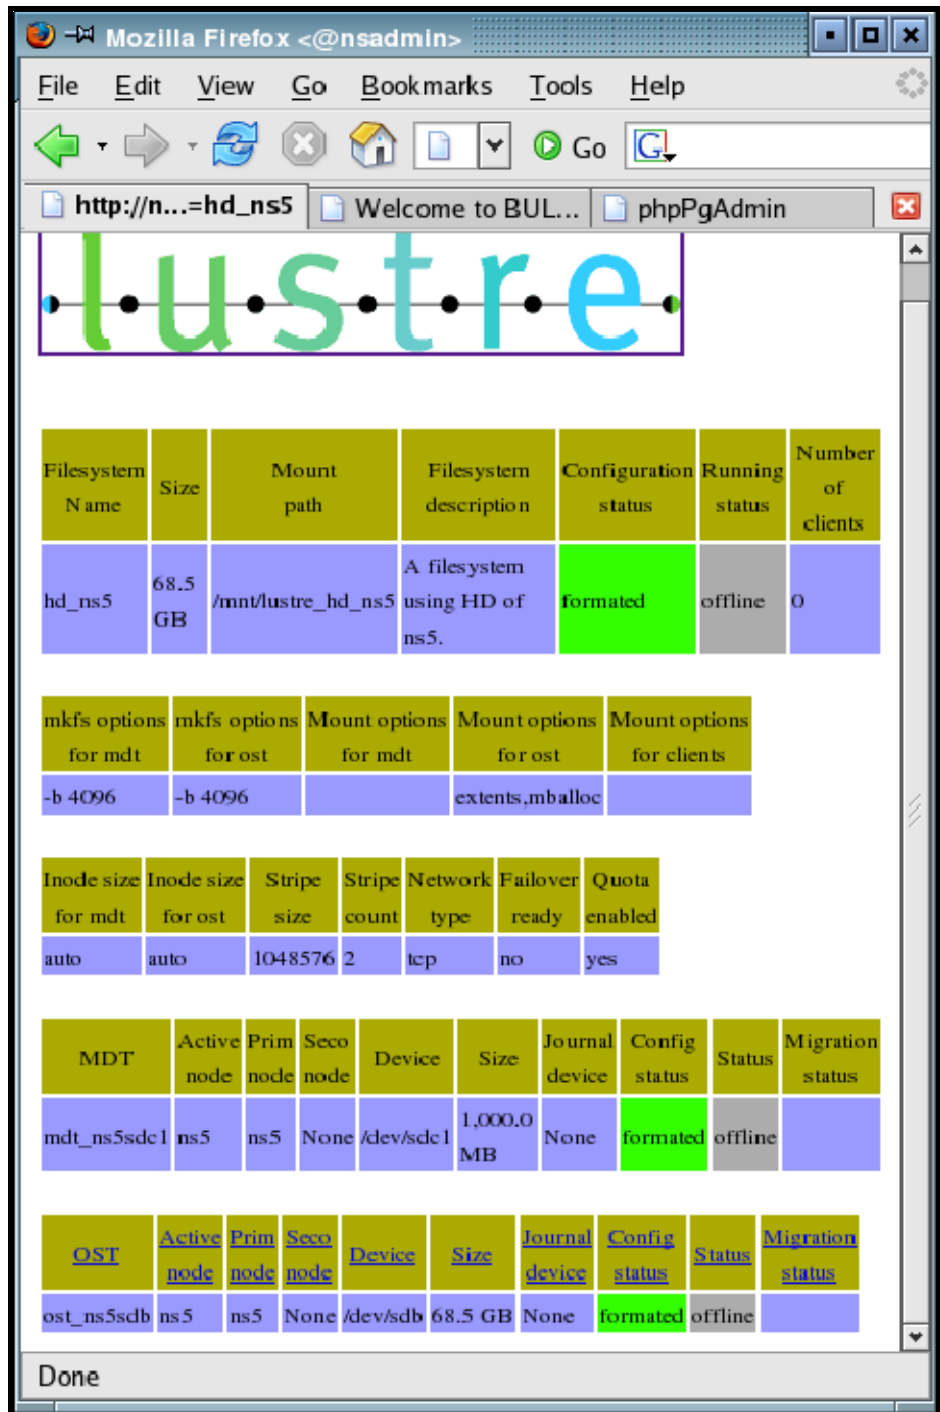 Mozilla Firefox <@nsadmin>
File Edit View Go Bookmarks Tools Help
Go G
http://n...=hd_ns5 Welcome to BUL... phpPgAdmin
lustre
Filesystem Name Size Mount path Filesystem description Configuration status Running status Number of clients
hd_ns5 68.5 GB /mnt/lustre_hd_ns5 A filesystem using HD of ns5. formated offline 0
mkfs options for mdt mkfs options for ost Mount options for mdt Mount options for ost Mount options for clients
-b 4096 -b 4096 extents,mballoc
Inode size for mdt Inode size for ost Stripe size Stripe count Network type Failover ready Quota enabled
auto auto 1048576 2 tcp no yes
MDT Active node Prim node Seco node Device Size Journal device Config status Status Migration status
mdt_ns5sdc1 ns5 ns5 None /dev/sdc1 1,000.0 MB None formated offline
OST Active node Prim node Seco node Device Size Journal device Config status Status Migration status
ost_ns5sdb ns5 ns5 None /dev/sdb 68.5 GB None formated offline
Done